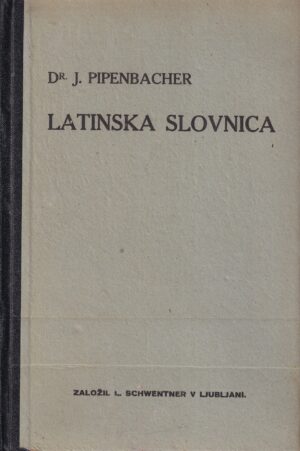 Dr. J. PIPENBACHER
LATINSKA SLOVNICA
ZALOŽIL L. SCHWENTNER V LJUBLJANI.